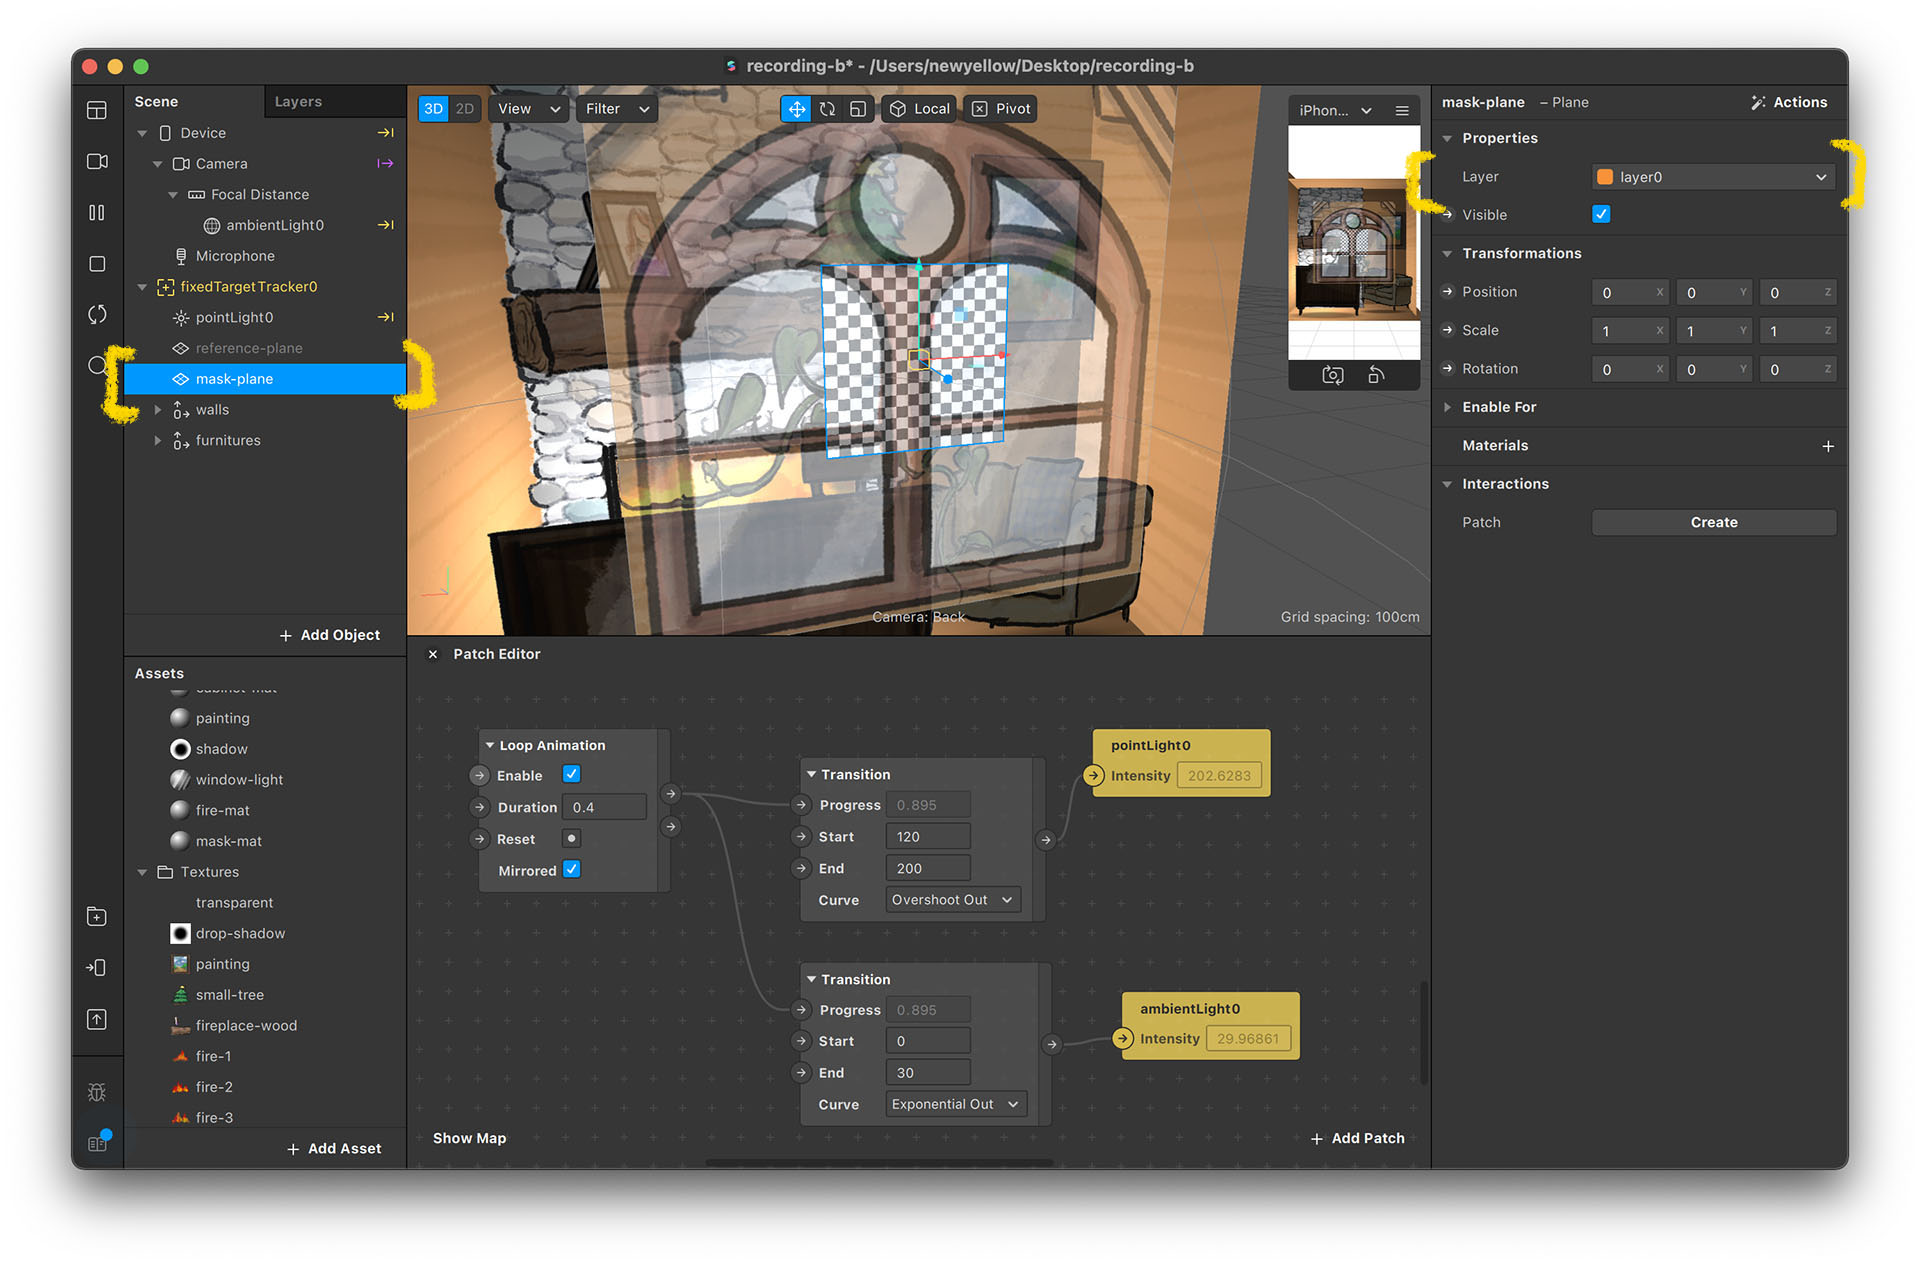 recording-b* - /Users/newyellow/Desktop/recording-b
Scene
Layers
Device
Camera
Focal Distance
ambientLight0
Microphone
fixedTargetTracker0
pointLight0
reference-plane
mask-plane
walls
furnitures
+ Add Object
Assets
cabinet-mat
painting
shadow
window-light
fire-mat
mask-mat
Textures
transparent
drop-shadow
painting
small-tree
fireplace-wood
fire-1
fire-2
fire-3
+ Add Asset
3D 2D View Filter Local Pivot
iPhon...
Camera: Back
Grid spacing: 100cm
Patch Editor
Loop Animation
Enable
Duration 0.4
Reset
Mirrored
Transition
Progress 0.895
Start 120
End 200
Curve Overshoot Out
pointLight0
Intensity 202.6283
Transition
Progress 0.895
Start 0
End 30
Curve Exponential Out
ambientLight0
Intensity 29.96861
Show Map
+ Add Patch
mask-plane – Plane
Actions
Properties
Layer layer0
Visible
Transformations
Position 0 X 0 Y 0 Z
Scale 1 X 1 Y 1 Z
Rotation 0 X 0 Y 0 Z
Enable For
Materials +
Interactions
Patch Create